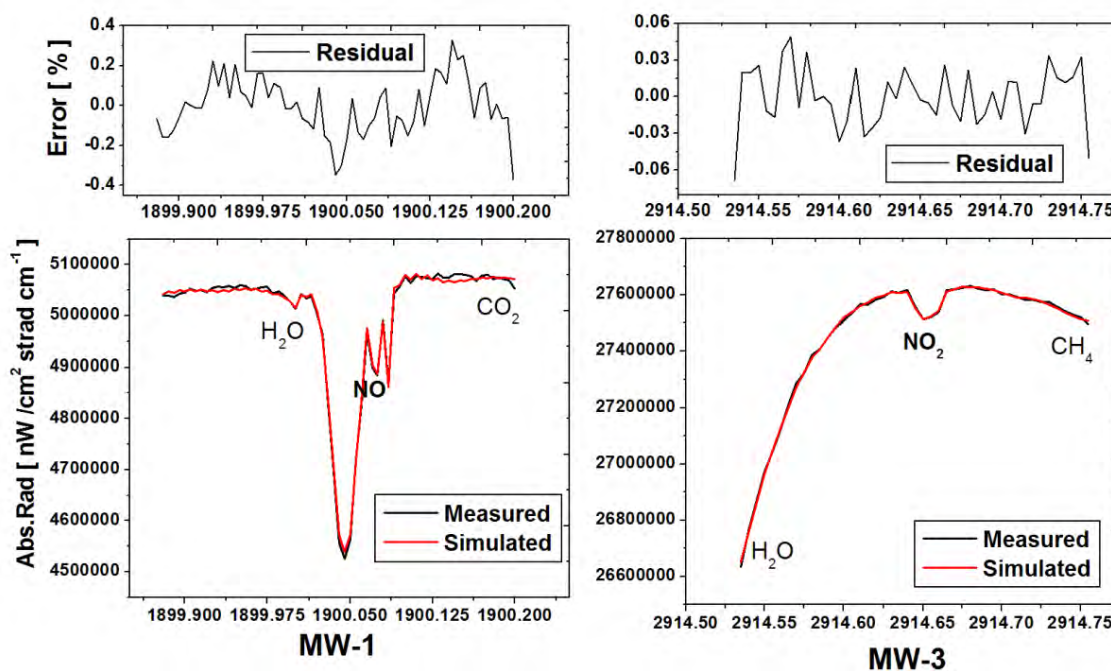 0.4
0.2
0.0
-0.2
-0.4
Error [ % ]
Residual
1899.900 1899.975 1900.050 1900.125 1900.200
0.06
0.03
0.00
-0.03
-0.06
Residual
2914.50 2914.55 2914.60 2914.65 2914.70 2914.75
5100000
5000000
4900000
4800000
4700000
4600000
4500000
Abs.Rad [ nW /cm² strad cm⁻¹]
H₂O
NO
CO₂
Measured
Simulated
1899.900 1899.975 1900.050 1900.125 1900.200
MW-1
27800000
27600000
27400000
27200000
27000000
26800000
26600000
NO₂
CH₄
H₂O
Measured
Simulated
2914.50 2914.55 2914.60 2914.65 2914.70 2914.75
MW-3